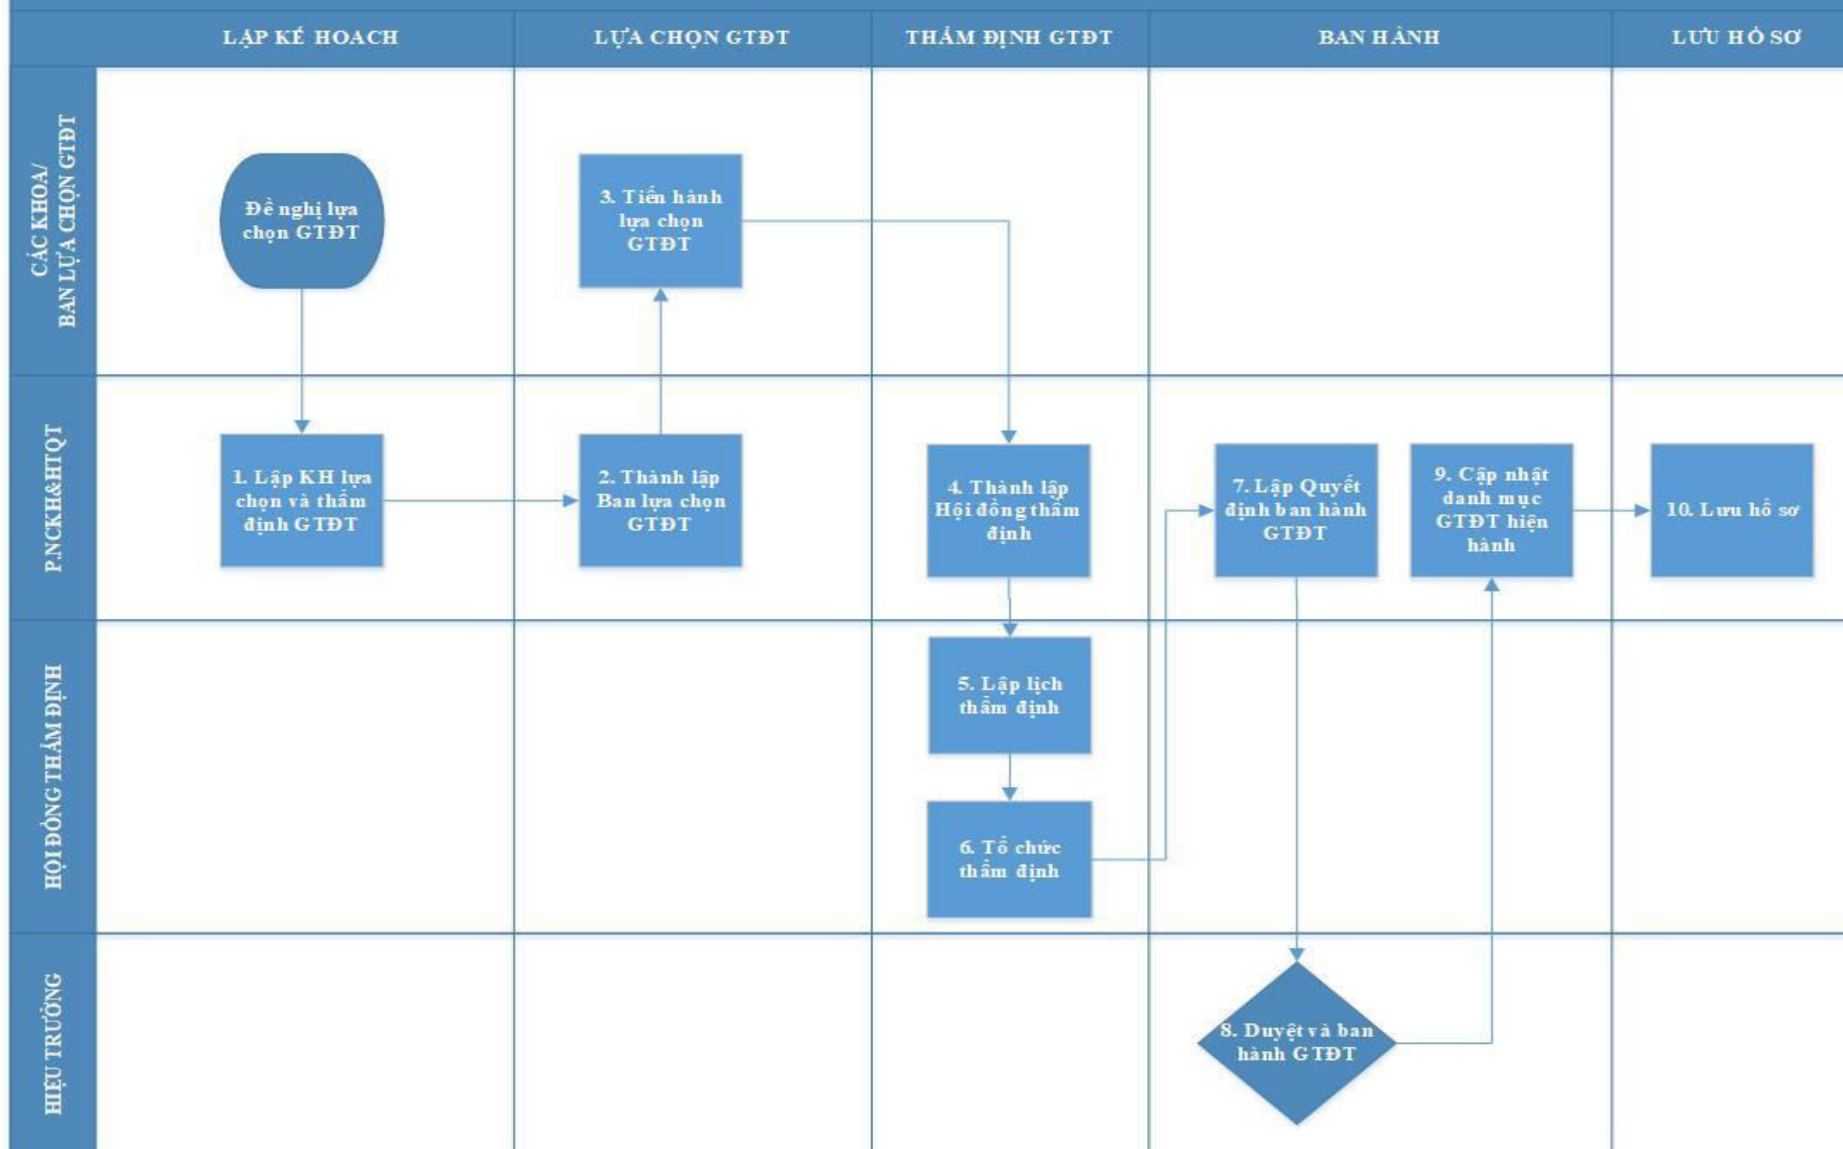 LẬP KẾ HOẠCH
LỰA CHỌN GTĐT
THẨM ĐỊNH GTĐT
BAN HÀNH
LƯU HỒ SƠ
CÁC KHOA/
BAN LỰA CHỌN GTĐT
Đề nghị lựa
chọn GTĐT
3. Tiến hành
lựa chọn
GTĐT
P.NCKH&HTQT
1. Lập KH lựa
chọn và thẩm
định GTĐT
2. Thành lập
Ban lựa chọn
GTĐT
4. Thành lập
Hội đồng thẩm
định
7. Lập Quyết
định ban hành
GTĐT
9. Cập nhật
danh mục
GTĐT hiện
hành
10. Lưu hồ sơ
HỘI ĐỒNG THẨM ĐỊNH
5. Lập lịch
thẩm định
6. Tổ chức
thẩm định
HIỆU TRƯỞNG
8. Duyệt và ban
hành GTĐT